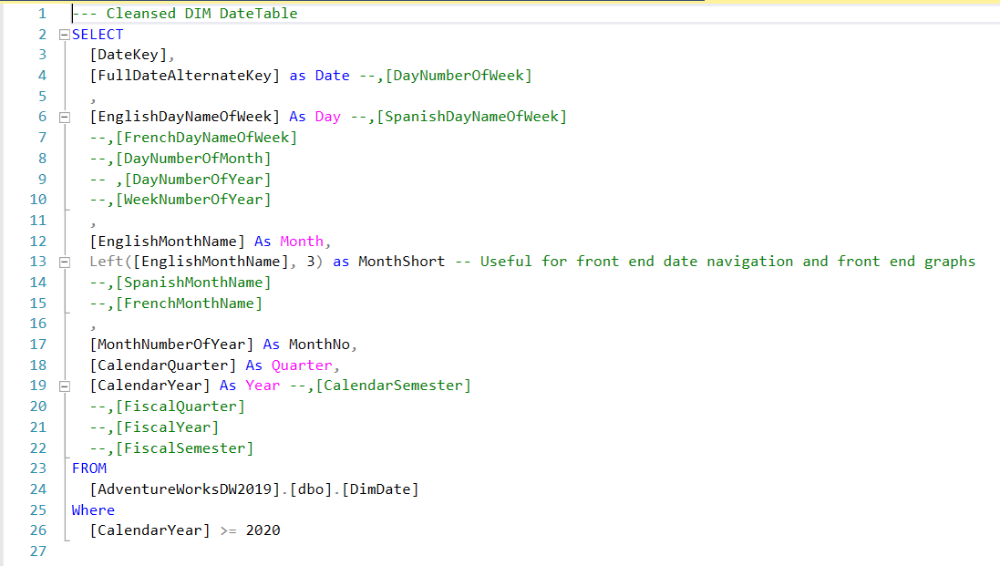 1 --- Cleansed DIM DateTable
2 SELECT
3 [DateKey],
4 [FullDateAlternateKey] as Date --,[DayNumberOfWeek]
5 ,
6 [EnglishDayNameOfWeek] As Day --,[SpanishDayNameOfWeek]
7 --,[FrenchDayNameOfWeek]
8 --,[DayNumberOfMonth]
9 -- ,[DayNumberOfYear]
10 --,[WeekNumberOfYear]
11 ,
12 [EnglishMonthName] As Month,
13 Left([EnglishMonthName], 3) as MonthShort -- Useful for front end date navigation and front end graphs
14 --,[SpanishMonthName]
15 --,[FrenchMonthName]
16 ,
17 [MonthNumberOfYear] As MonthNo,
18 [CalendarQuarter] As Quarter,
19 [CalendarYear] As Year --,[CalendarSemester]
20 --,[FiscalQuarter]
21 --,[FiscalYear]
22 --,[FiscalSemester]
23 FROM
24 [AdventureWorksDW2019].[dbo].[DimDate]
25 Where
26 [CalendarYear] >= 2020
27